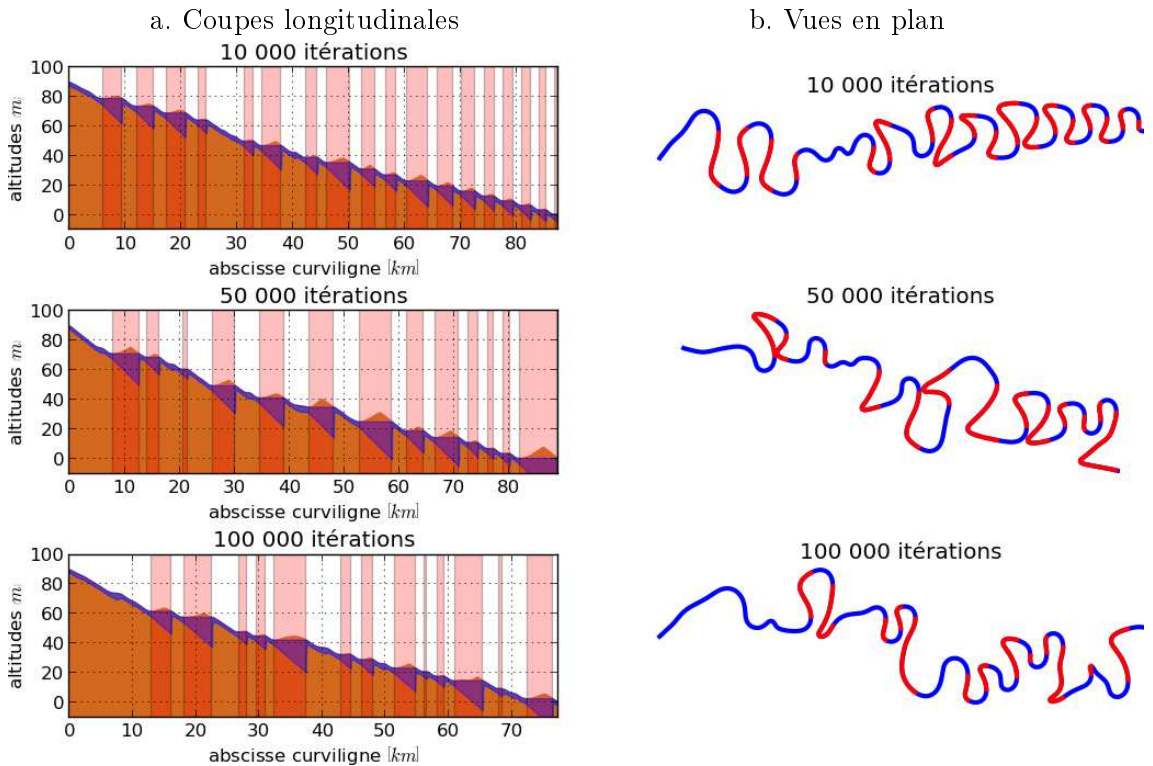 a. Coupes longitudinales
b. Vues en plan
10 000 itérations
100
80
60
40
20
0
altitudes [m]
0 10 20 30 40 50 60 70 80
abscisse curviligne [km]
10 000 itérations
50 000 itérations
100
80
60
40
20
0
altitudes [m]
0 10 20 30 40 50 60 70 80
abscisse curviligne [km]
50 000 itérations
100 000 itérations
100
80
60
40
20
0
altitudes [m]
0 10 20 30 40 50 60 70
abscisse curviligne [km]
100 000 itérations